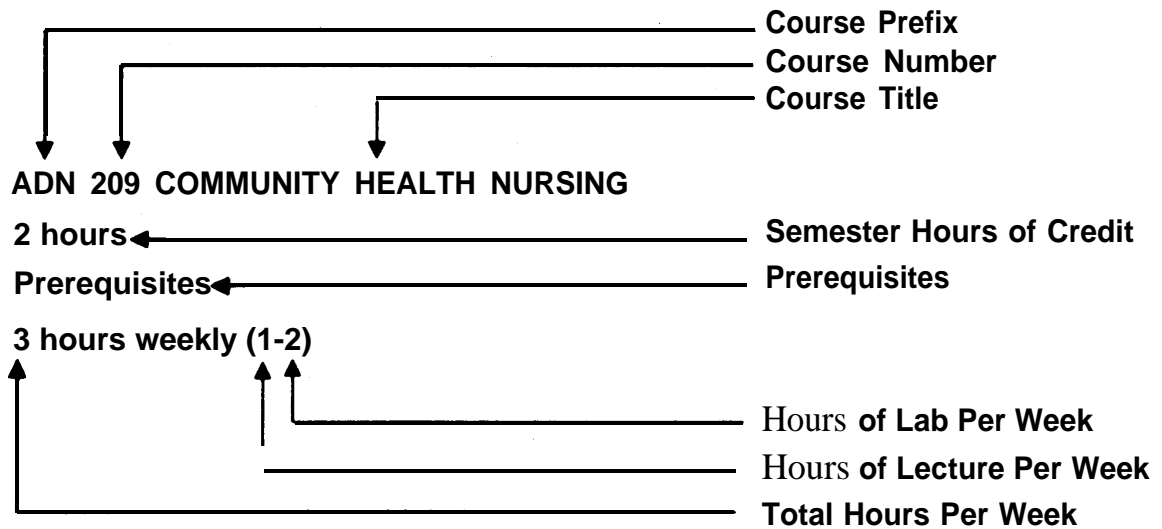 Course Prefix
Course Number
Course Title
ADN 209 COMMUNITY HEALTH NURSING
2 hours
Semester Hours of Credit
Prerequisites
Prerequisites
3 hours weekly (1-2)
Hours of Lab Per Week
Hours of Lecture Per Week
Total Hours Per Week